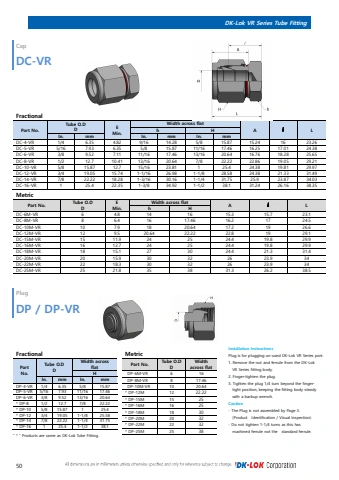 DK-Lok VR Series Tube Fitting
Cap
DC-VR
Fractional
Part No. Tube O.D D E Min. Width across flat A l L
h H
In. mm In. mm In. mm
DC-4-VR 1/4 6.35 4.82 9/16 14.28 5/8 15.87 15.24 16 23.26
DC-5-VR 5/16 7.93 6.35 5/8 15.87 11/16 17.46 16.25 17.01 24.38
DC-6-VR 3/8 9.52 7.11 11/16 17.46 13/16 20.64 16.76 18.28 25.65
DC-8-VR 1/2 12.7 10.41 13/16 20.64 7/8 22.22 22.86 19.05 29.21
DC-10-VR 5/8 15.87 12.7 15/16 23.81 1 25.4 24.38 19.81 29.97
DC-12-VR 3/4 19.05 15.74 1-1/16 26.98 1-1/8 28.58 24.38 21.33 31.49
DC-14-VR 7/8 22.22 18.28 1-3/16 30.16 1-1/4 31.75 25.9 23.87 34.03
DC-16-VR 1 25.4 22.35 1-3/8 34.92 1-1/2 38.1 31.24 26.16 38.35
Metric
Part No. Tube O.D D E Min. Width across flat A l L
h H
DC-6M-VR 6 4.8 14 16 15.3 15.7 23.1
DC-8M-VR 8 6.4 16 17.46 16.2 17 24.5
DC-10M-VR 10 7.9 18 20.64 17.2 19 26.6
DC-12M-VR 12 9.5 20.64 22.22 22.8 19 29.1
DC-15M-VR 15 11.9 24 25 24.4 19.8 29.9
DC-16M-VR 16 12.7 24 25 24.4 19.8 29.9
DC-18M-VR 18 15.1 27 30 24.4 21.3 31.4
DC-20M-VR 20 15.9 30 32 26 23.9 34
DC-22M-VR 22 18.3 30 32 26 23.9 34
DC-25M-VR 25 21.8 35 38 31.3 26.2 38.5
Plug
DP / DP-VR
Fractional
Part No. Tube O.D D Width across flat H
In. mm In. mm
DP-4-VR 1/4 6.35 5/8 15.87
DP-5-VR 5/16 7.93 11/16 17.46
DP-6-VR 3/8 9.52 13/16 20.64
* DP-8 1/2 12.7 7/8 22.22
* DP-10 5/8 15.87 1 25.4
* DP-12 3/4 19.05 1-1/8 28.58
* DP-14 7/8 22.22 1-1/4 31.75
* DP-16 1 25.4 1-1/2 38.1
" * " Products are same as DK-Lok Tube Fitting.
Metric
Part No. Tube O.D D Width across flat
DP-6M-VR 6 16
DP-8M-VR 8 17.46
DP-10M-VR 10 20.64
* DP-12M 12 22.22
* DP-15M 15 25
* DP-16M 16 25
* DP-18M 18 30
* DP-20M 20 32
* DP-22M 22 32
* DP-25M 25 38
Installation Instructions
Plug is for plugging an used DK-Lok VR Series port.
1. Remove the nut and ferrule from the DK-Lok
VR Series fitting body.
2. Finger-tighten the plug.
3. Tighten the plug 1/4 turn beyond the finger-
tight position, keeping the fitting body steady
with a backup wrench.
Caution
- The Plug is not assembled by Page 5
(Product Identification / Visual Inspection)
- Do not tighten 1-1/4 turns as this has
machined ferrule not the standard ferrule.
50
All dimensions are in millimeters unless otherwise specified and only for reference subject to change.
DK-LOK Corporation